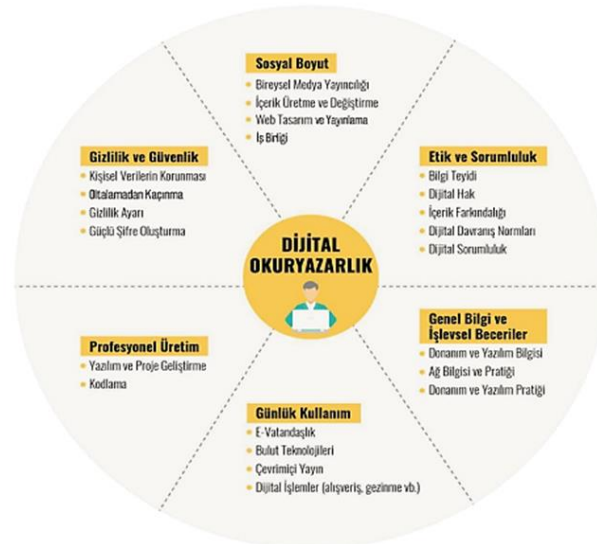 Sosyal Boyut
Bireysel Medya Yayıncılığı
İçerik Üretme ve Değiştirme
Web Tasarım ve Yayınlama
İş Birliği
Etik ve Sorumluluk
Bilgi Teyidi
Dijital Hak
İçerik Farkındalığı
Dijital Davranış Normları
Dijital Sorumluluk
Genel Bilgi ve
İşlevsel Beceriler
Donanım ve Yazılım Bilgisi
Ağ Bilgisi ve Pratiği
Donanım ve Yazılım Pratiği
Günlük Kullanım
E-Vatandaşlık
Bulut Teknolojileri
Çevrimiçi Yayın
Dijital İşlemler (alışveriş, gezinme vb.)
Profesyonel Üretim
Yazılım ve Proje Geliştirme
Kodlama
Gizlilik ve Güvenlik
Kişisel Verilerin Korunması
Oltalamadan Kaçınma
Gizlilik Ayarı
Güçlü Şifre Oluşturma
DİJİTAL
OKURYAZARLIK